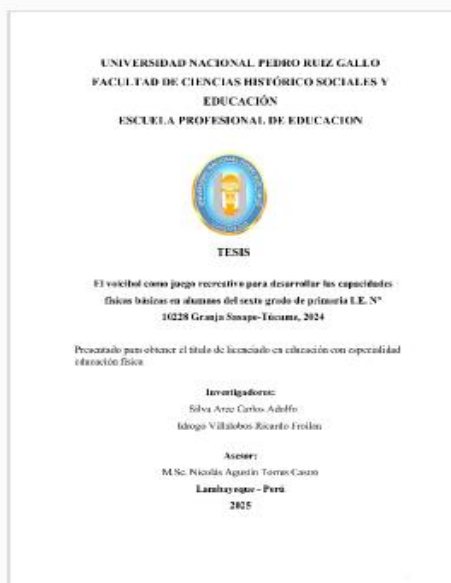 UNIVERSIDAD NACIONAL PEDRO RUIZ GALLO
FACULTAD DE CIENCIAS HISTÓRICO SOCIALES Y
EDUCACIÓN
ESCUELA PROFESIONAL DE EDUCACION
TESIS
El voleibol como juego recreativo para desarrollar las capacidades
físicas básicas en alumnos del sexto grado de primaria I.E. N°
10228 Granja Sasape-Túcume, 2024
Presentado para obtener el título de licenciado en educación con especialidad
educación física
Investigadores:
Silva Arce Carlos Adolfo
Idrogo Villalobos Ricardo Froilan
Asesor:
M.Sc. Nicolás Agustín Torres Castro
Lambayeque - Perú
2025